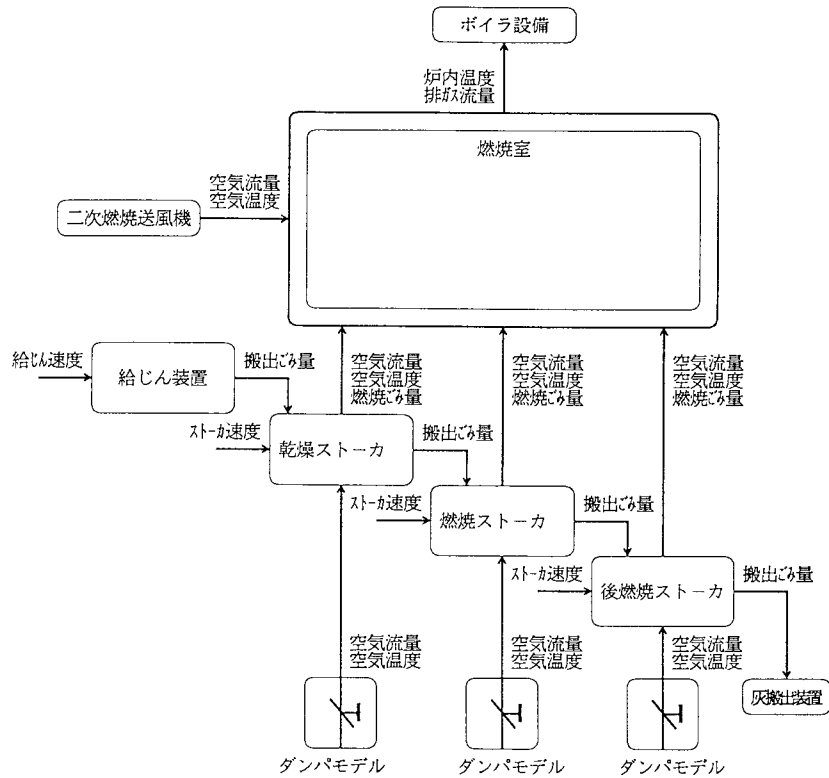 ボイラ設備
炉内温度
排ガス流量
燃焼室
空気流量
空気温度
二次燃焼送風機
給じん速度
給じん装置
搬出ごみ量
空気流量
空気温度
燃焼ごみ量
空気流量
空気温度
燃焼ごみ量
空気流量
空気温度
燃焼ごみ量
ストーカ速度
乾燥ストーカ
搬出ごみ量
ストーカ速度
燃焼ストーカ
搬出ごみ量
ストーカ速度
後燃焼ストーカ
搬出ごみ量
空気流量
空気温度
空気流量
空気温度
空気流量
空気温度
灰搬出装置
ダンパモデル
ダンパモデル
ダンパモデル